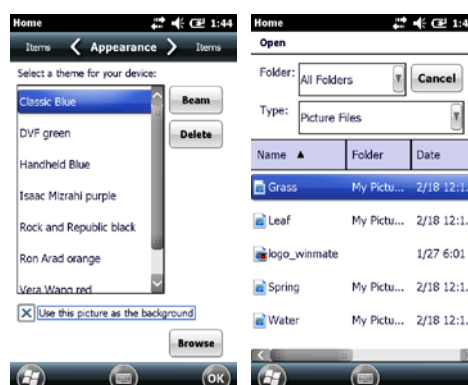 Home 1:44
Items Appearance Items
Select a theme for your device:
Classic Blue
Beam
DVF green
Delete
Handheld Blue
Isaac Mizrahi purple
Rock and Republic black
Ron Arad orange
Vera Wang red
Use this picture as the background
Browse
OK
Home 1:4
Open
Folder: All Folders Cancel
Type: Picture Files
Name ▲ Folder Date
Grass My Pictu... 2/18 12:1.
Leaf My Pictu... 2/18 12:1.
logo_winmate 1/27 6:01
Spring My Pictu... 2/18 12:1.
Water My Pictu... 2/18 12:1.